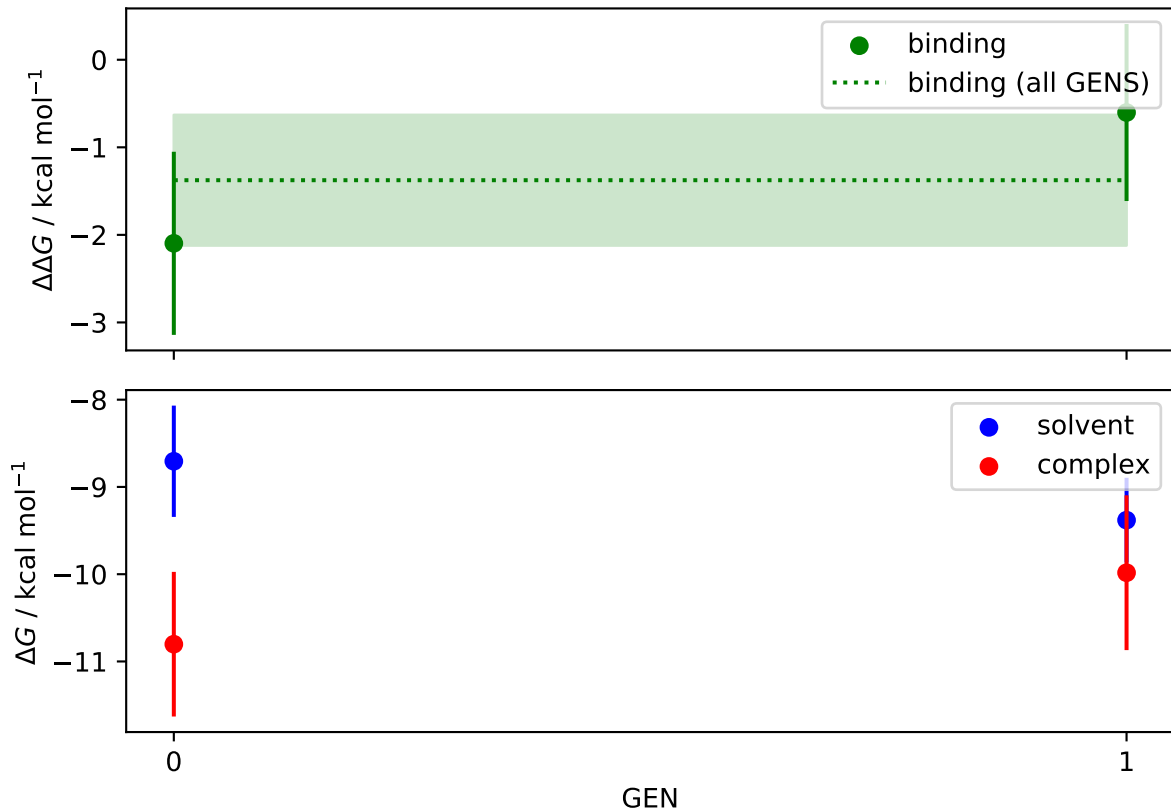 0
−1
−2
−3
ΔΔG / kcal mol⁻¹
binding
binding (all GENS)
−8
−9
−10
−11
ΔG / kcal mol⁻¹
solvent
complex
0
1
GEN